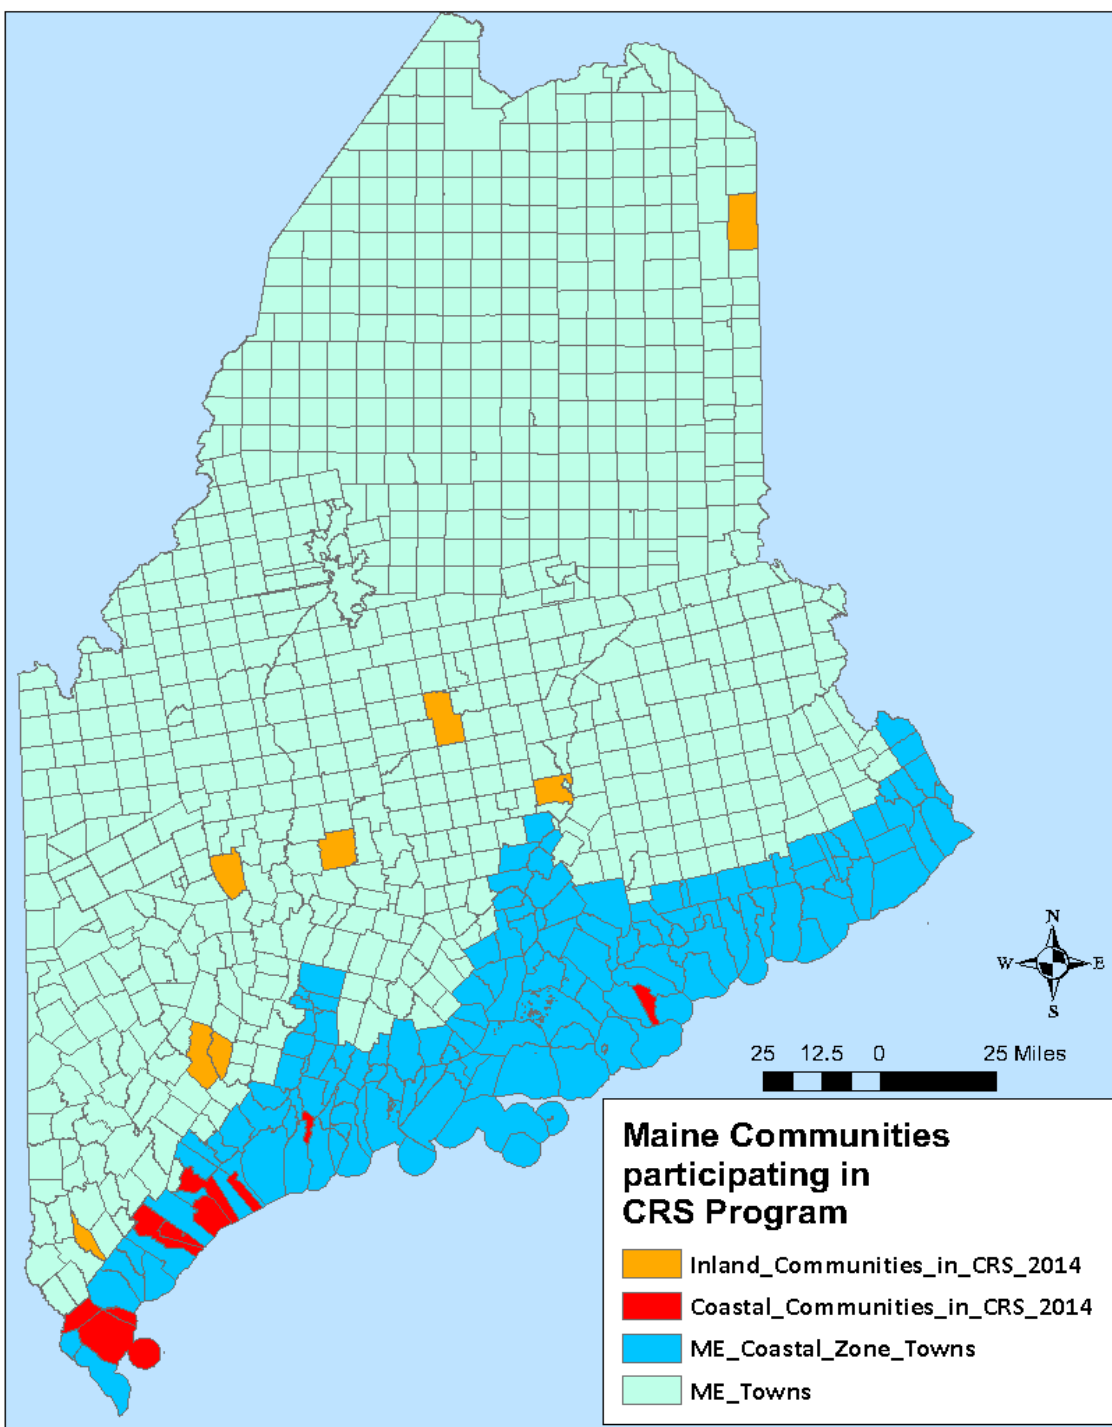 N
W E
S
25 12.5 0 25 Miles
Maine Communities
participating in
CRS Program
Inland_Communities_in_CRS_2014
Coastal_Communities_in_CRS_2014
ME_Coastal_Zone_Towns
ME_Towns